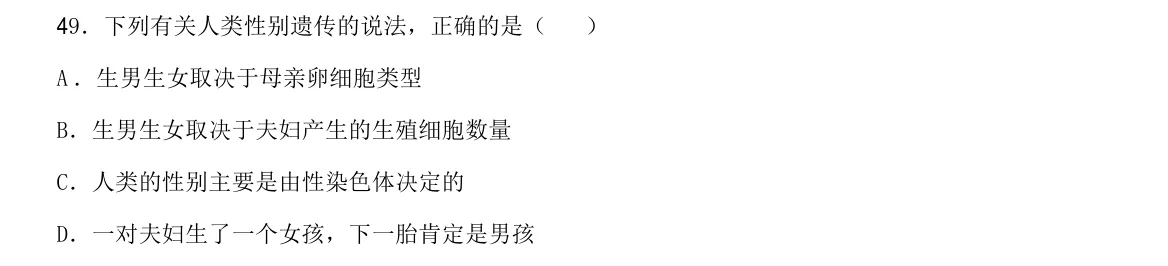 49. 下列有关人类性别遗传的说法，正确的是（　　）
A. 生男生女取决于母亲卵细胞类型
B. 生男生女取决于夫妇产生的生殖细胞数量
C. 人类的性别主要是由性染色体决定的
D. 一对夫妇生了一个女孩，下一胎肯定是男孩